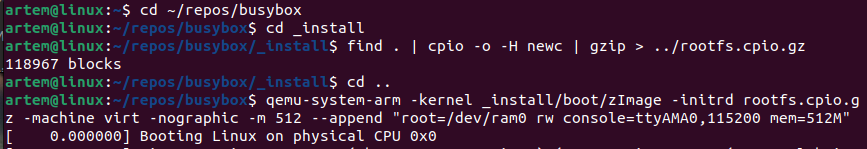 artem@linux:~$ cd ~/repos/busybox
artem@linux:~/repos/busybox$ cd _install
artem@linux:~/repos/busybox/_install$ find . | cpio -o -H newc | gzip > ../rootfs.cpio.gz
118967 blocks
artem@linux:~/repos/busybox/_install$ cd ..
artem@linux:~/repos/busybox$ qemu-system-arm -kernel _install/boot/zImage -initrd rootfs.cpio.g
z -machine virt -nographic -m 512 --append "root=/dev/ram0 rw console=ttyAMA0,115200 mem=512M"
[    0.000000] Booting Linux on physical CPU 0x0